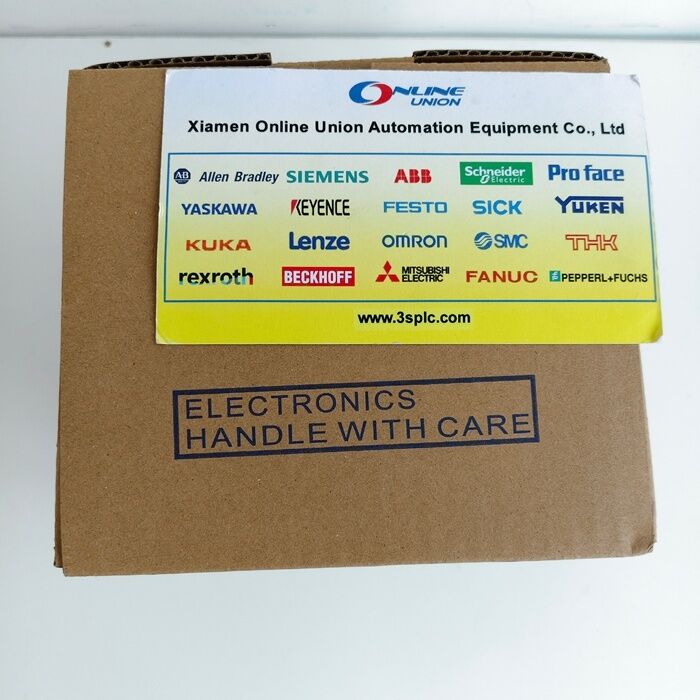 ONLINE
UNION
Xiamen Online Union Automation Equipment Co., Ltd
AB Allen Bradley SIEMENS ABB Schneider Electric Pro face
YASKAWA KEYENCE FESTO SICK YUKEN
KUKA Lenze OMRON SMC THK
rexroth BECKHOFF MITSUBISHI ELECTRIC FANUC PEPPERL+FUCHS
www.3splc.com
ELECTRONICS
HANDLE WITH CARE